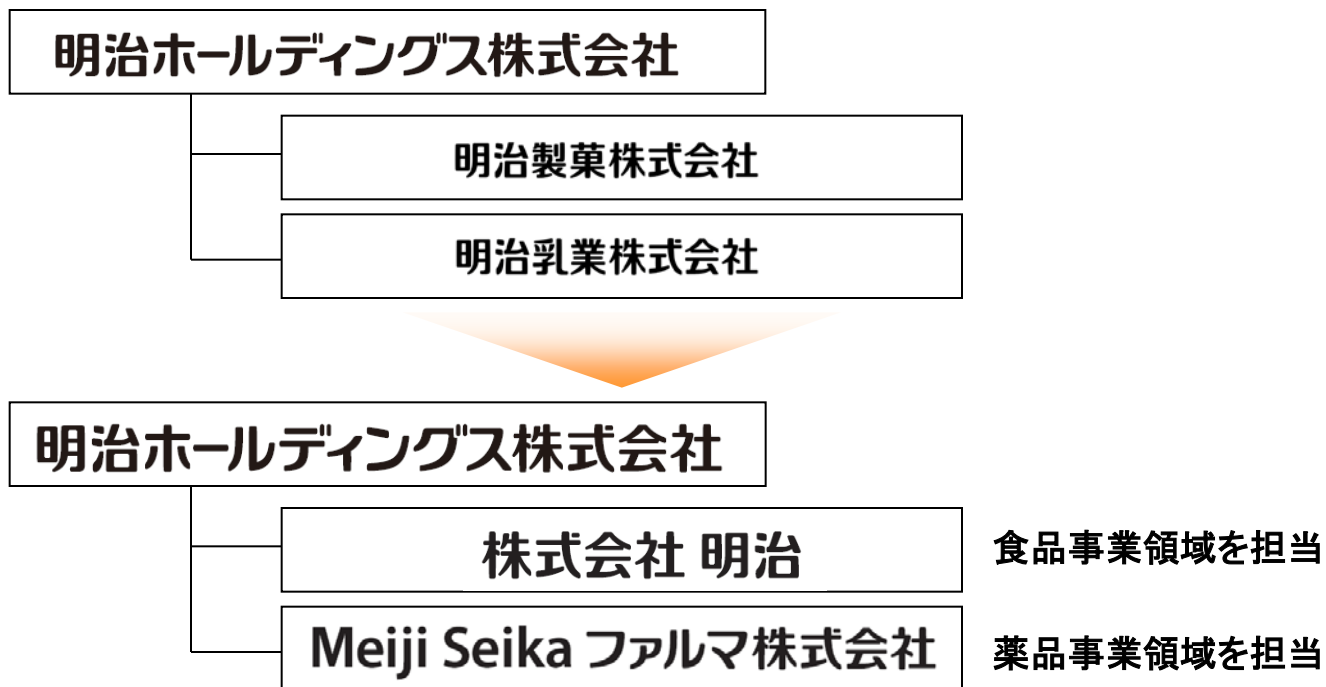 明治ホールディングス株式会社
明治製菓株式会社
明治乳業株式会社
明治ホールディングス株式会社
株式会社 明治
食品事業領域を担当
Meiji Seika ファルマ株式会社
薬品事業領域を担当